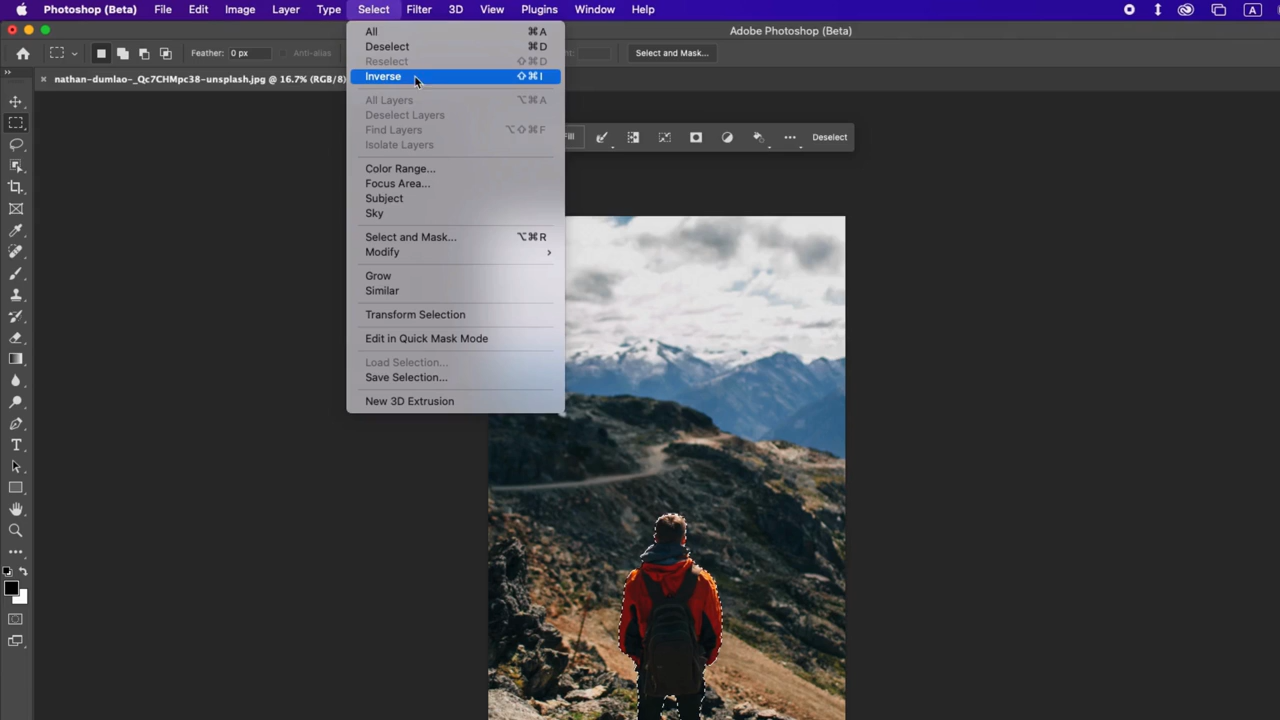 Photoshop (Beta) File Edit Image Layer Type Select Filter 3D View Plugins Window Help A
Adobe Photoshop (Beta)
Feather: 0 px Anti-alias Select and Mask...
nathan-dumlao-_Qc7CHMpc38-unsplash.jpg @ 16.7% (RGB/8)
All ⌘A
Deselect ⌘D
Reselect ⇧⌘D
Inverse ⇧⌘I
All Layers ⌥⌘A
Deselect Layers
Find Layers ⌥⇧⌘F
Isolate Layers
Deselect
Color Range...
Focus Area...
Subject
Sky
Select and Mask... ⌥⌘R
Modify
Grow
Similar
Transform Selection
Edit in Quick Mask Mode
Load Selection...
Save Selection...
New 3D Extrusion